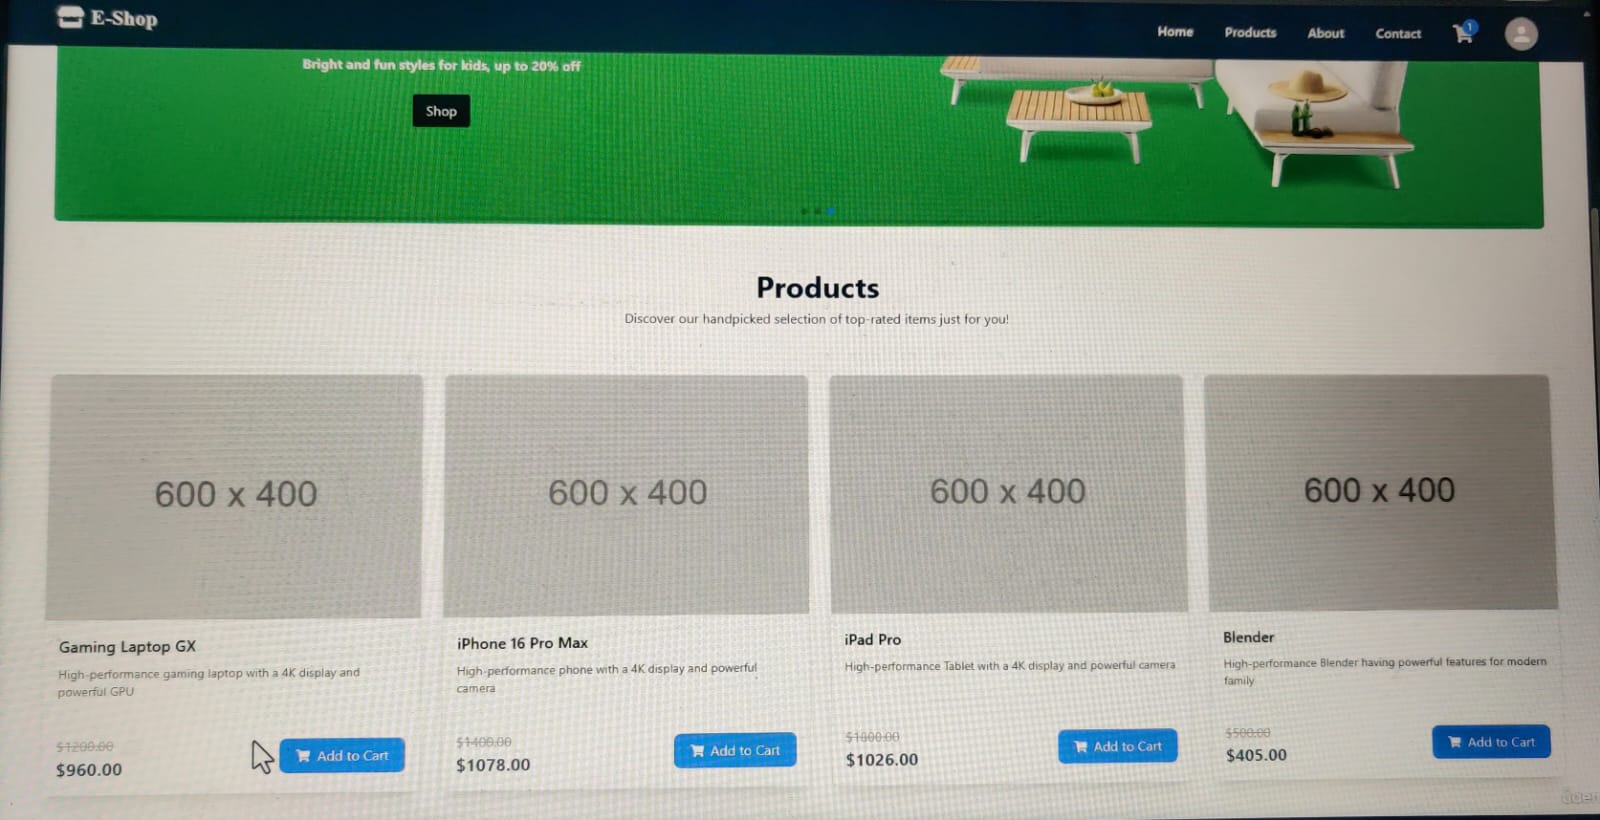 E-Shop
Home Products About Contact 1
Bright and fun styles for kids, up to 20% off
Shop
Products
Discover our handpicked selection of top-rated items just for you!
600 x 400 600 x 400 600 x 400 600 x 400
Gaming Laptop GX
High-performance gaming laptop with a 4K display and
powerful GPU
$1200.00
$960.00
Add to Cart
iPhone 16 Pro Max
High-performance phone with a 4K display and powerful
camera
$1400.00
$1078.00
Add to Cart
iPad Pro
High-performance Tablet with a 4K display and powerful camera
$1026.00
Add to Cart
Blender
High-performance Blender having powerful features for modern
family
$500.00
$405.00
Add to Cart